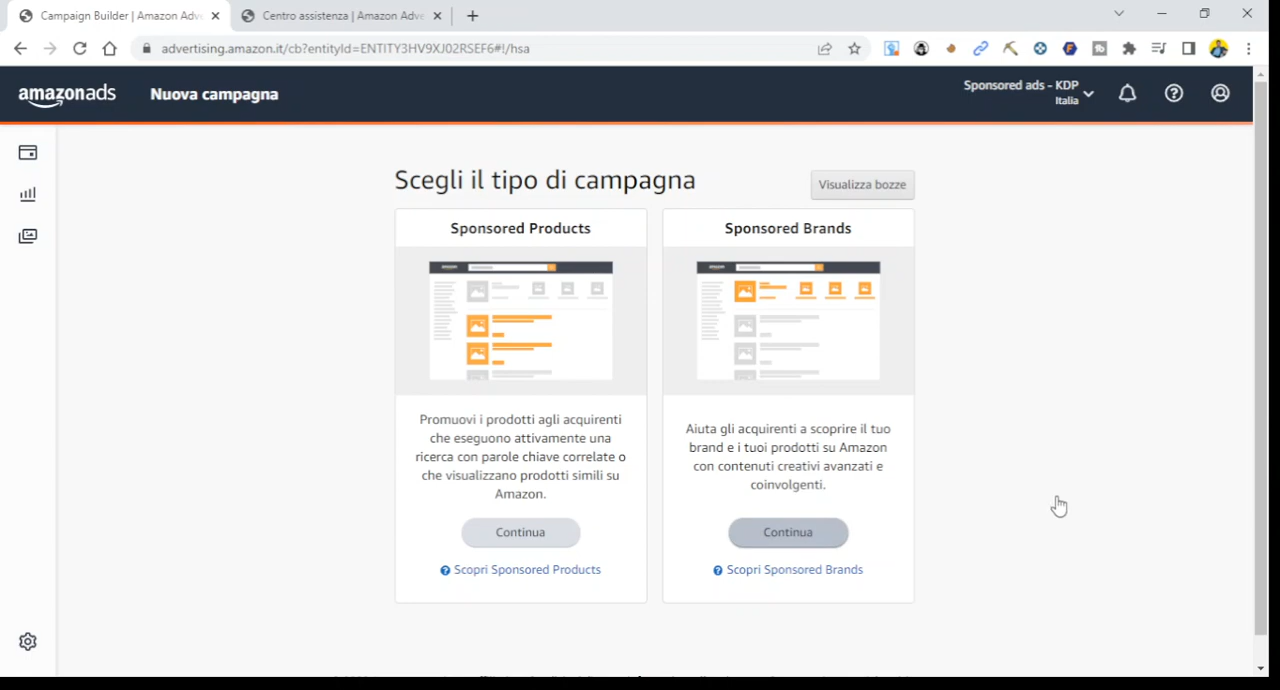 Campaign Builder | Amazon Adve
Centro assistenza | Amazon Adve
advertising.amazon.it/cb?entityId=ENTITY3HV9XJ02RSEF6#!/hsa
amazonads
Nuova campagna
Sponsored ads - KDP
Italia
Scegli il tipo di campagna
Visualizza bozze
Sponsored Products
Promuovi i prodotti agli acquirenti
che eseguono attivamente una
ricerca con parole chiave correlate o
che visualizzano prodotti simili su
Amazon.
Continua
Scopri Sponsored Products
Sponsored Brands
Aiuta gli acquirenti a scoprire il tuo
brand e i tuoi prodotti su Amazon
con contenuti creativi avanzati e
coinvolgenti.
Continua
Scopri Sponsored Brands